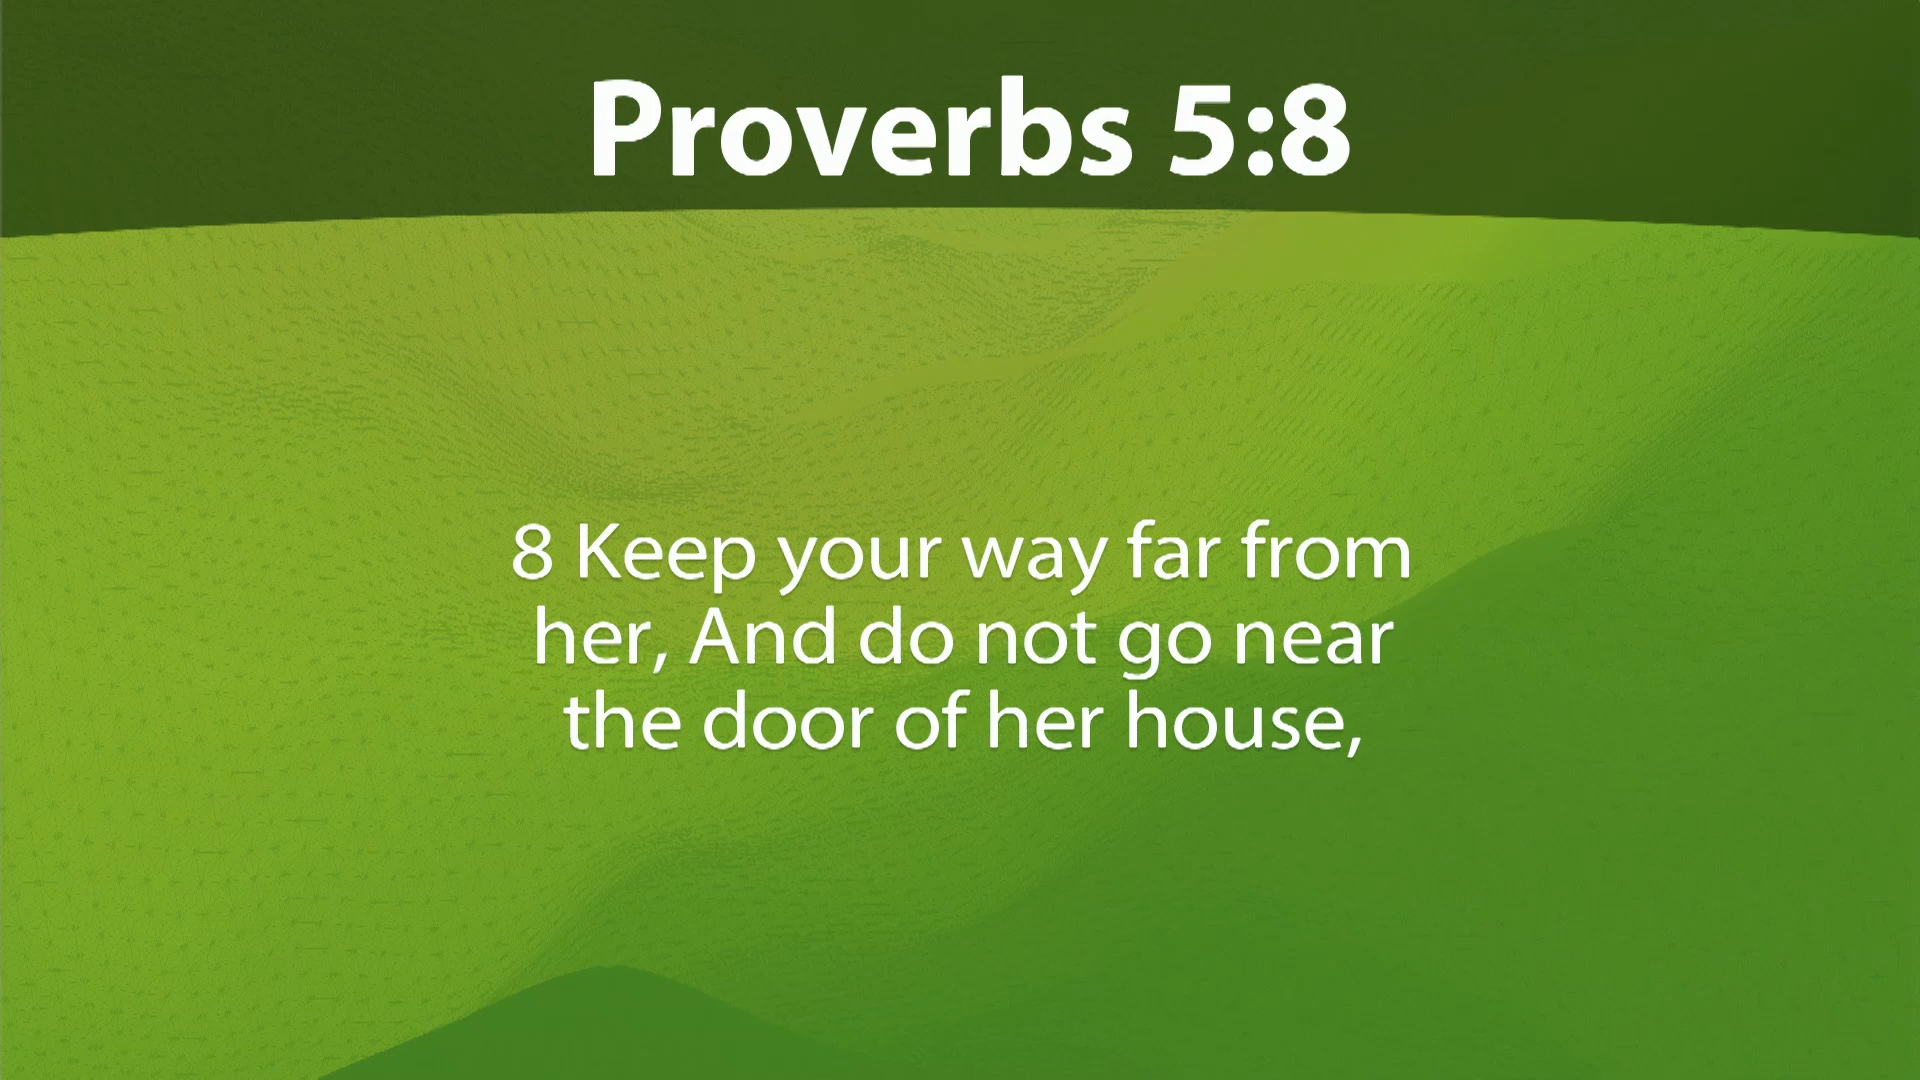 Proverbs 5:8
8 Keep your way far from
her, And do not go near
the door of her house,